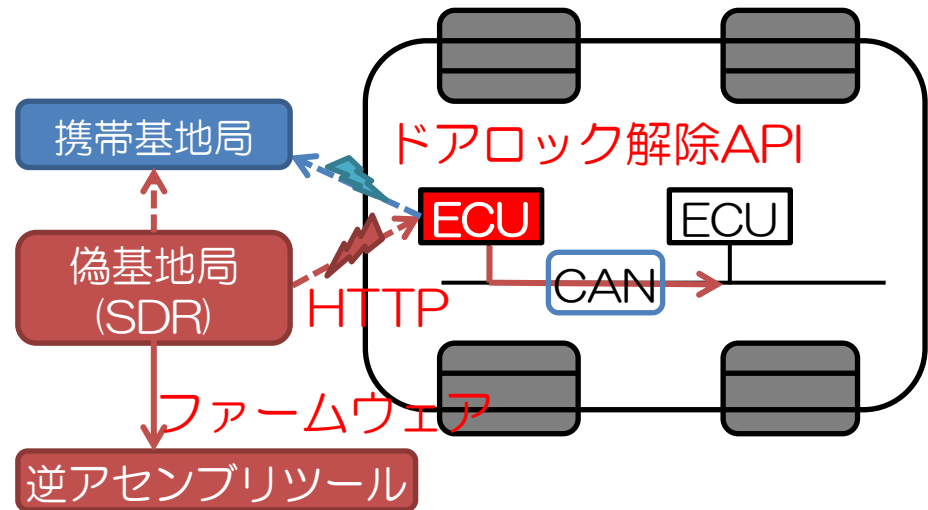 携帯基地局
ドアロック解除API
ECU
ECU
偽基地局
(SDR)
CAN
HTTP
ファームウェア
逆アセンブリツール